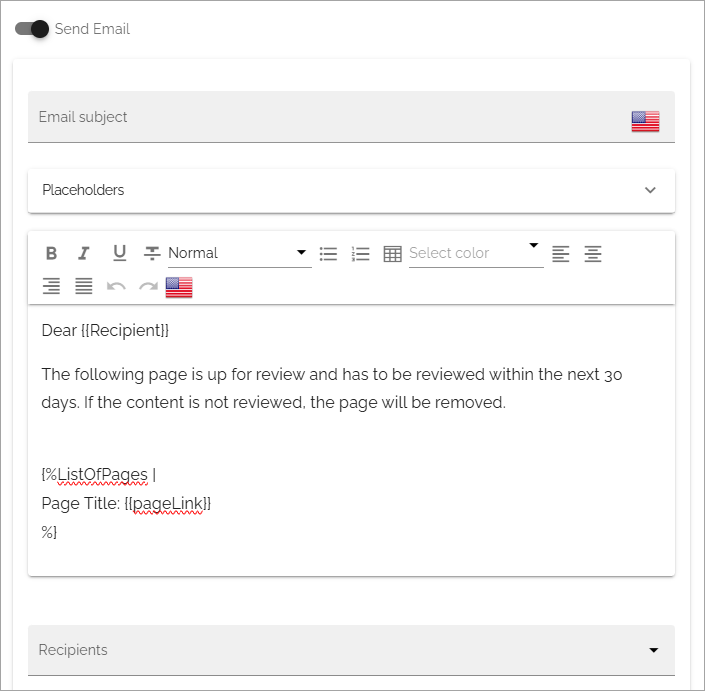 Send Email
Email subject
Placeholders
B I U Normal Select color
Dear {{Recipient}}
The following page is up for review and has to be reviewed within the next 30
days. If the content is not reviewed, the page will be removed.
{%ListOfPages |
Page Title: {{pageLink}}
%}
Recipients